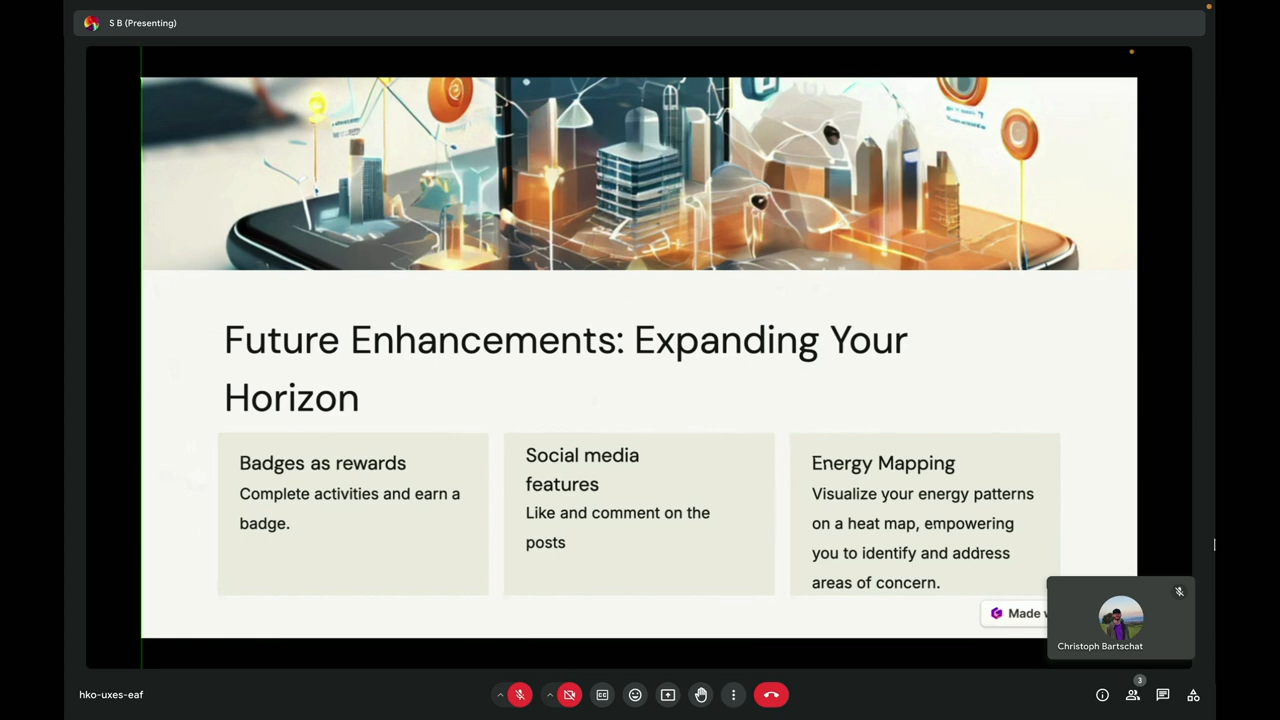 S B (Presenting)
Future Enhancements: Expanding Your
Horizon
Badges as rewards
Complete activities and earn a
badge.
Social media
features
Like and comment on the
posts
Energy Mapping
Visualize your energy patterns
on a heat map, empowering
you to identify and address
areas of concern.
Made
Christoph Bartschat
hko-uxes-eaf
3